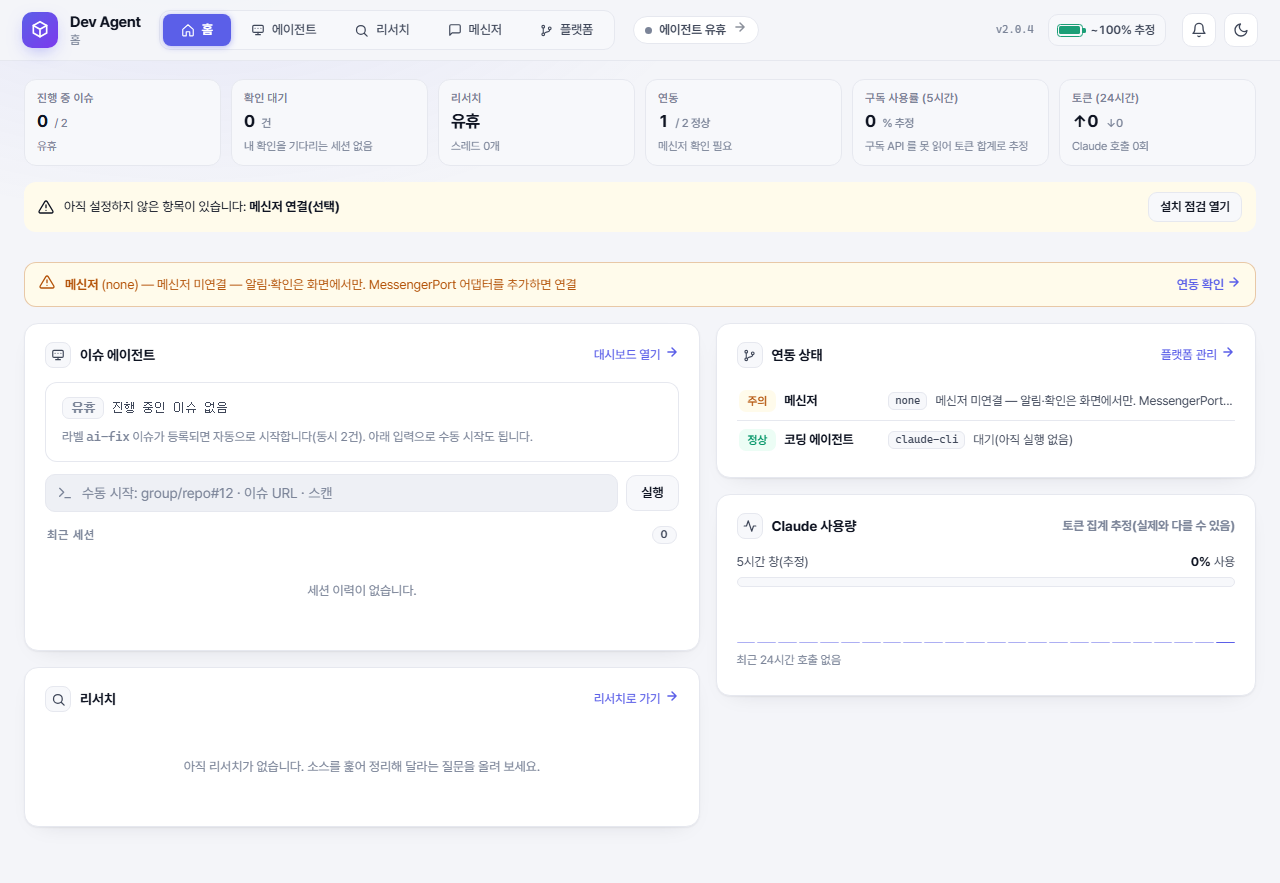 Dev Agent
홈
홈
에이전트
리서치
메신저
플랫폼
에이전트 유휴 →
v2.0.4
~100% 추정
진행 중 이슈
0 / 2
유휴
확인 대기
0 건
내 확인을 기다리는 세션 없음
리서치
유휴
스레드 0개
연동
1 / 2 정상
메신저 확인 필요
구독 사용률 (5시간)
0 % 추정
구독 API 를 못 읽어 토큰 합계로 추정
토큰 (24시간)
↑0 ↓0
Claude 호출 0회
아직 설정하지 않은 항목이 있습니다: 메신저 연결(선택)
설치 점검 열기
메신저 (none) — 메신저 미연결 — 알림·확인은 화면에서만. MessengerPort 어댑터를 추가하면 연결
연동 확인 →
이슈 에이전트
대시보드 열기 →
유휴 진행 중인 이슈 없음
라벨 ai-fix 이슈가 등록되면 자동으로 시작합니다(동시 2건). 아래 입력으로 수동 시작도 됩니다.
수동 시작: group/repo#12 · 이슈 URL · 스캔
실행
최근 세션
0
세션 이력이 없습니다.
리서치
리서치로 가기 →
아직 리서치가 없습니다. 소스를 훑어 정리해 달라는 질문을 올려 보세요.
연동 상태
플랫폼 관리 →
주의 메신저 none 메신저 미연결 — 알림·확인은 화면에서만. MessengerPort...
정상 코딩 에이전트 claude-cli 대기(아직 실행 없음)
Claude 사용량
토큰 집계 추정(실제와 다를 수 있음)
5시간 창(추정)
0% 사용
최근 24시간 호출 없음